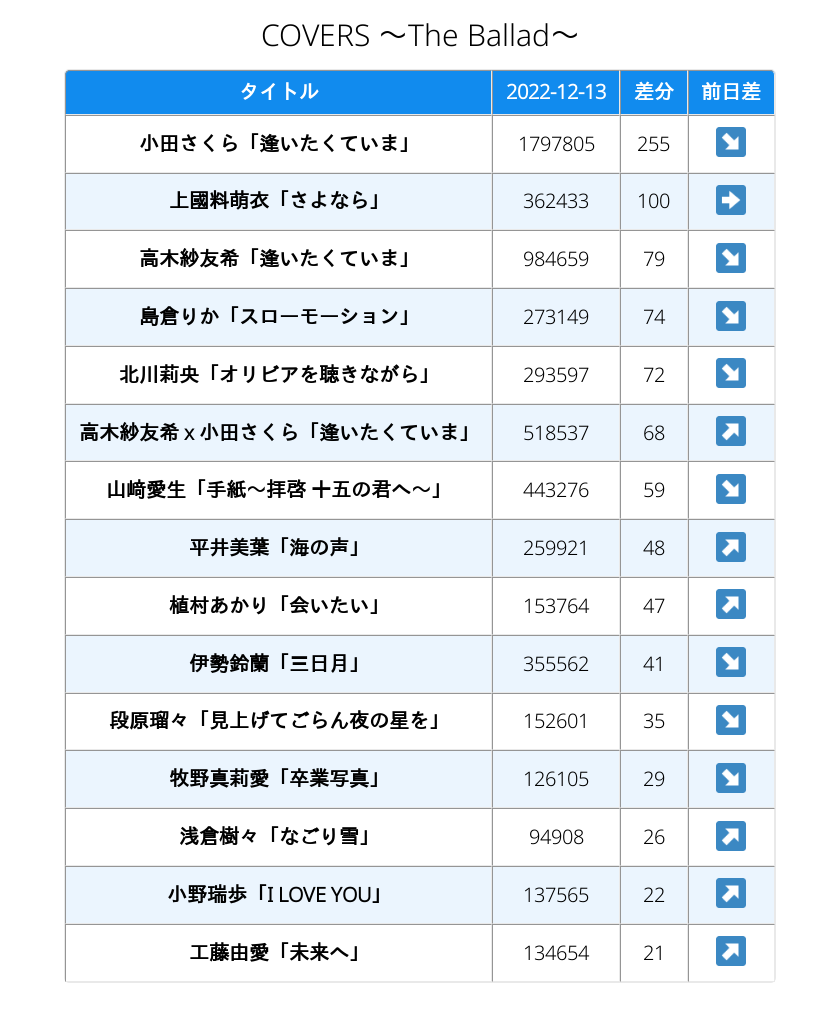 COVERS ～The Ballad～
タイトル 2022-12-13 差分 前日差
小田さくら「逢いたくていま」 1797805 255 ↘
上國料萌衣「さよなら」 362433 100 ➡
高木紗友希「逢いたくていま」 984659 79 ↘
島倉りか「スローモーション」 273149 74 ↘
北川莉央「オリビアを聴きながら」 293597 72 ↘
高木紗友希 x 小田さくら「逢いたくていま」 518537 68 ↗
山﨑愛生「手紙～拝啓 十五の君へ～」 443276 59 ↘
平井美葉「海の声」 259921 48 ↗
植村あかり「会いたい」 153764 47 ↗
伊勢鈴蘭「三日月」 355562 41 ↘
段原瑠々「見上げてごらん夜の星を」 152601 35 ↘
牧野真莉愛「卒業写真」 126105 29 ↘
浅倉樹々「なごり雪」 94908 26 ↗
小野瑞歩「I LOVE YOU」 137565 22 ↗
工藤由愛「未来へ」 134654 21 ↗